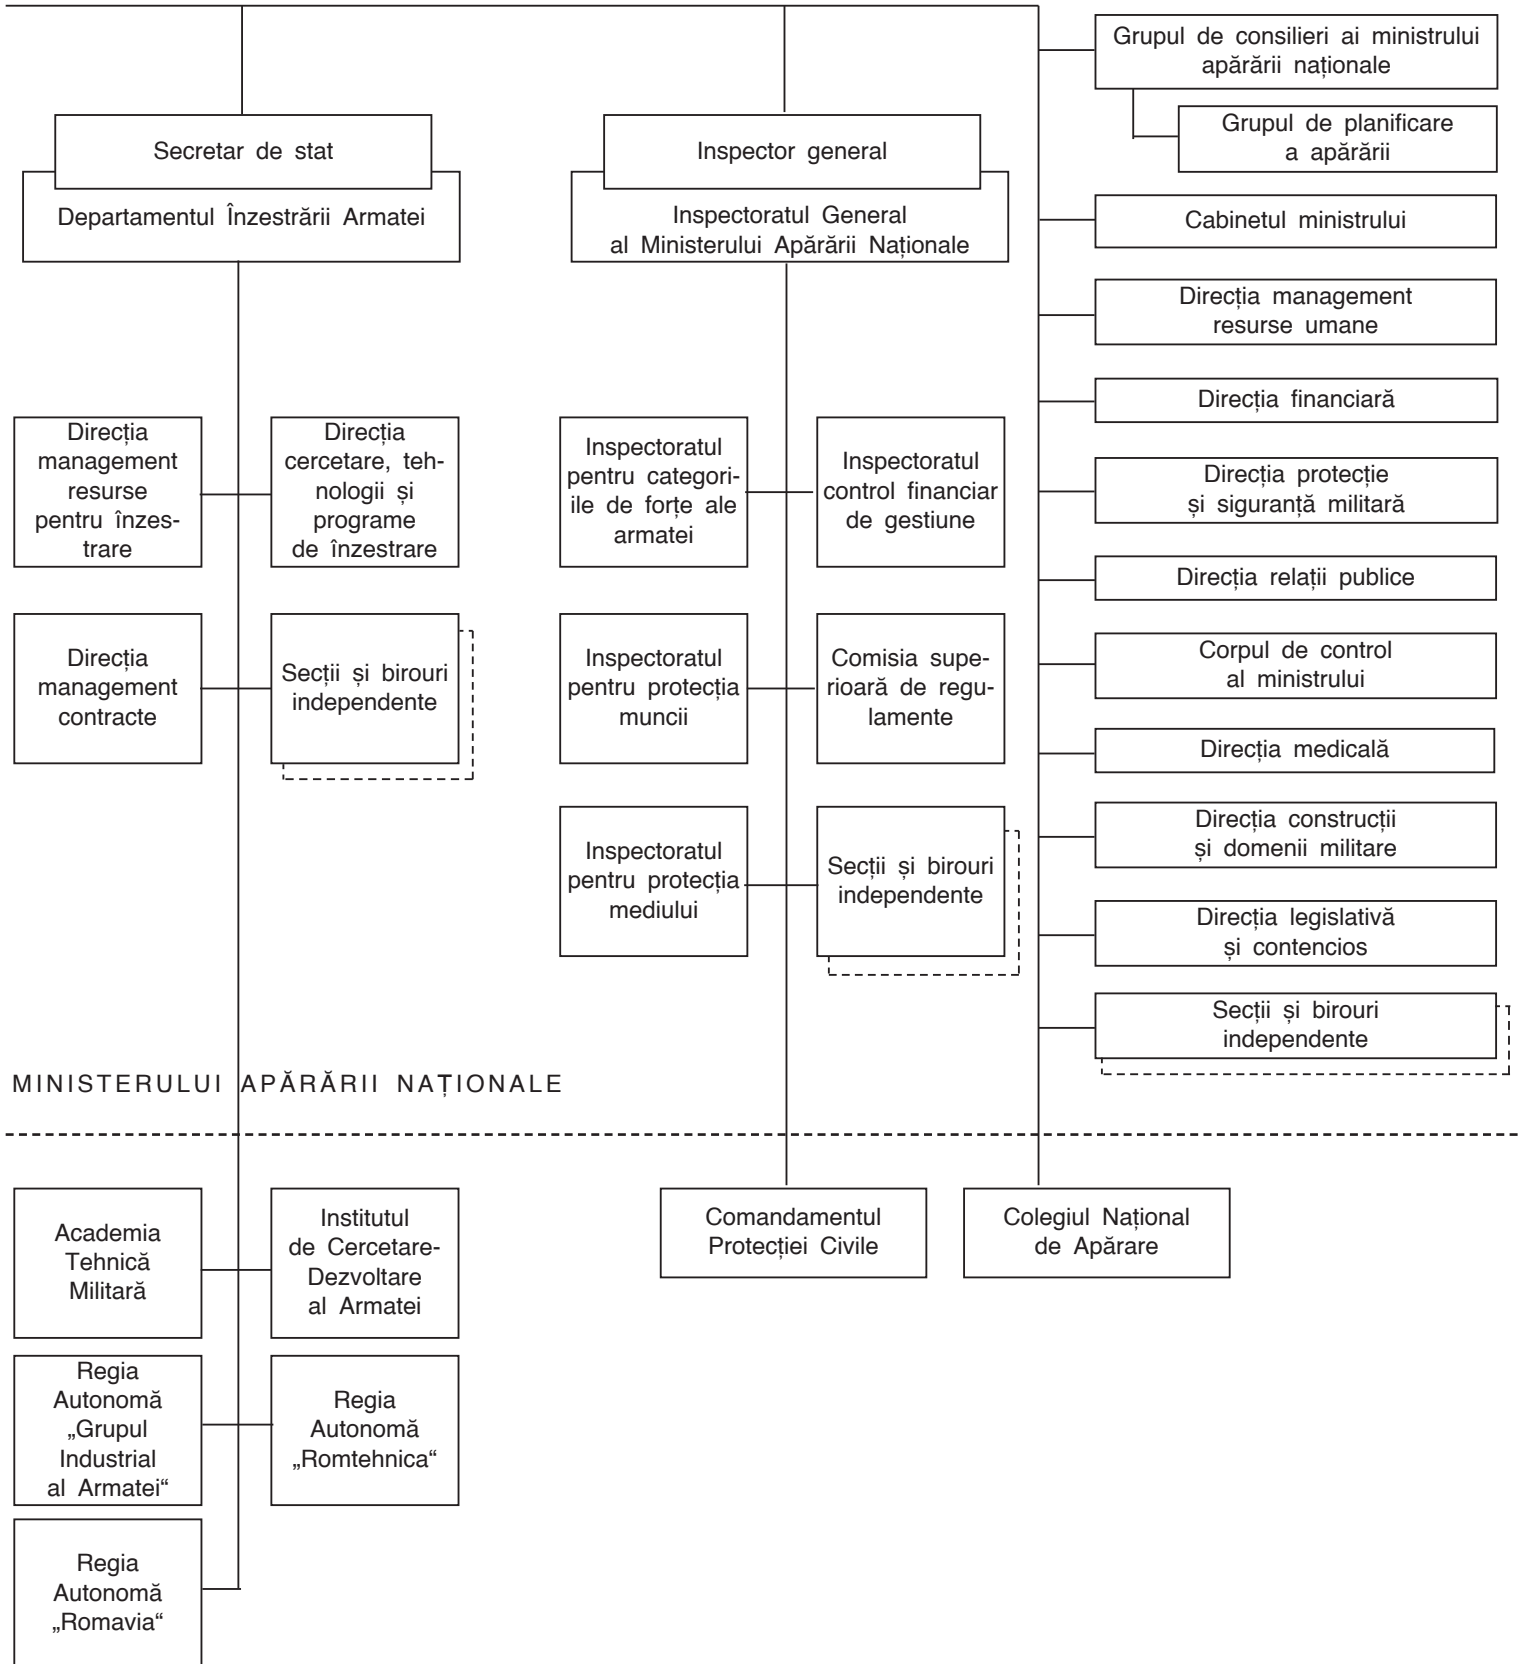 Grupul de consilieri ai ministrului
apărării naționale
Grupul de planificare
a apărării
Secretar de stat
Departamentul Înzestrării Armatei
Inspector general
Inspectoratul General
al Ministerului Apărării Naționale
Cabinetul ministrului
Direcția management
resurse umane
Direcția financiară
Direcția protecție
și siguranță militară
Direcția relații publice
Corpul de control
al ministrului
Direcția medicală
Direcția construcții
și domenii militare
Direcția legislativă
și contencios
Secții și birouri
independente
Direcția
management
resurse
pentru înzes-
trare
Direcția
cercetare, teh-
nologii și
programe
de înzestrare
Direcția
management
contracte
Secții și birouri
independente
Inspectoratul
pentru categori-
ile de forțe ale
armatei
Inspectoratul
control financiar
de gestiune
Inspectoratul
pentru protecția
muncii
Comisia supe-
rioară de regu-
lamente
Inspectoratul
pentru protecția
mediului
Secții și birouri
independente
MINISTERULUI APĂRĂRII NAȚIONALE
Academia
Tehnică
Militară
Institutul
de Cercetare-
Dezvoltare
al Armatei
Comandamentul
Protecției Civile
Colegiul Național
de Apărare
Regia
Autonomă
„Grupul
Industrial
al Armatei“
Regia
Autonomă
„Romtehnica“
Regia
Autonomă
„Romavia“